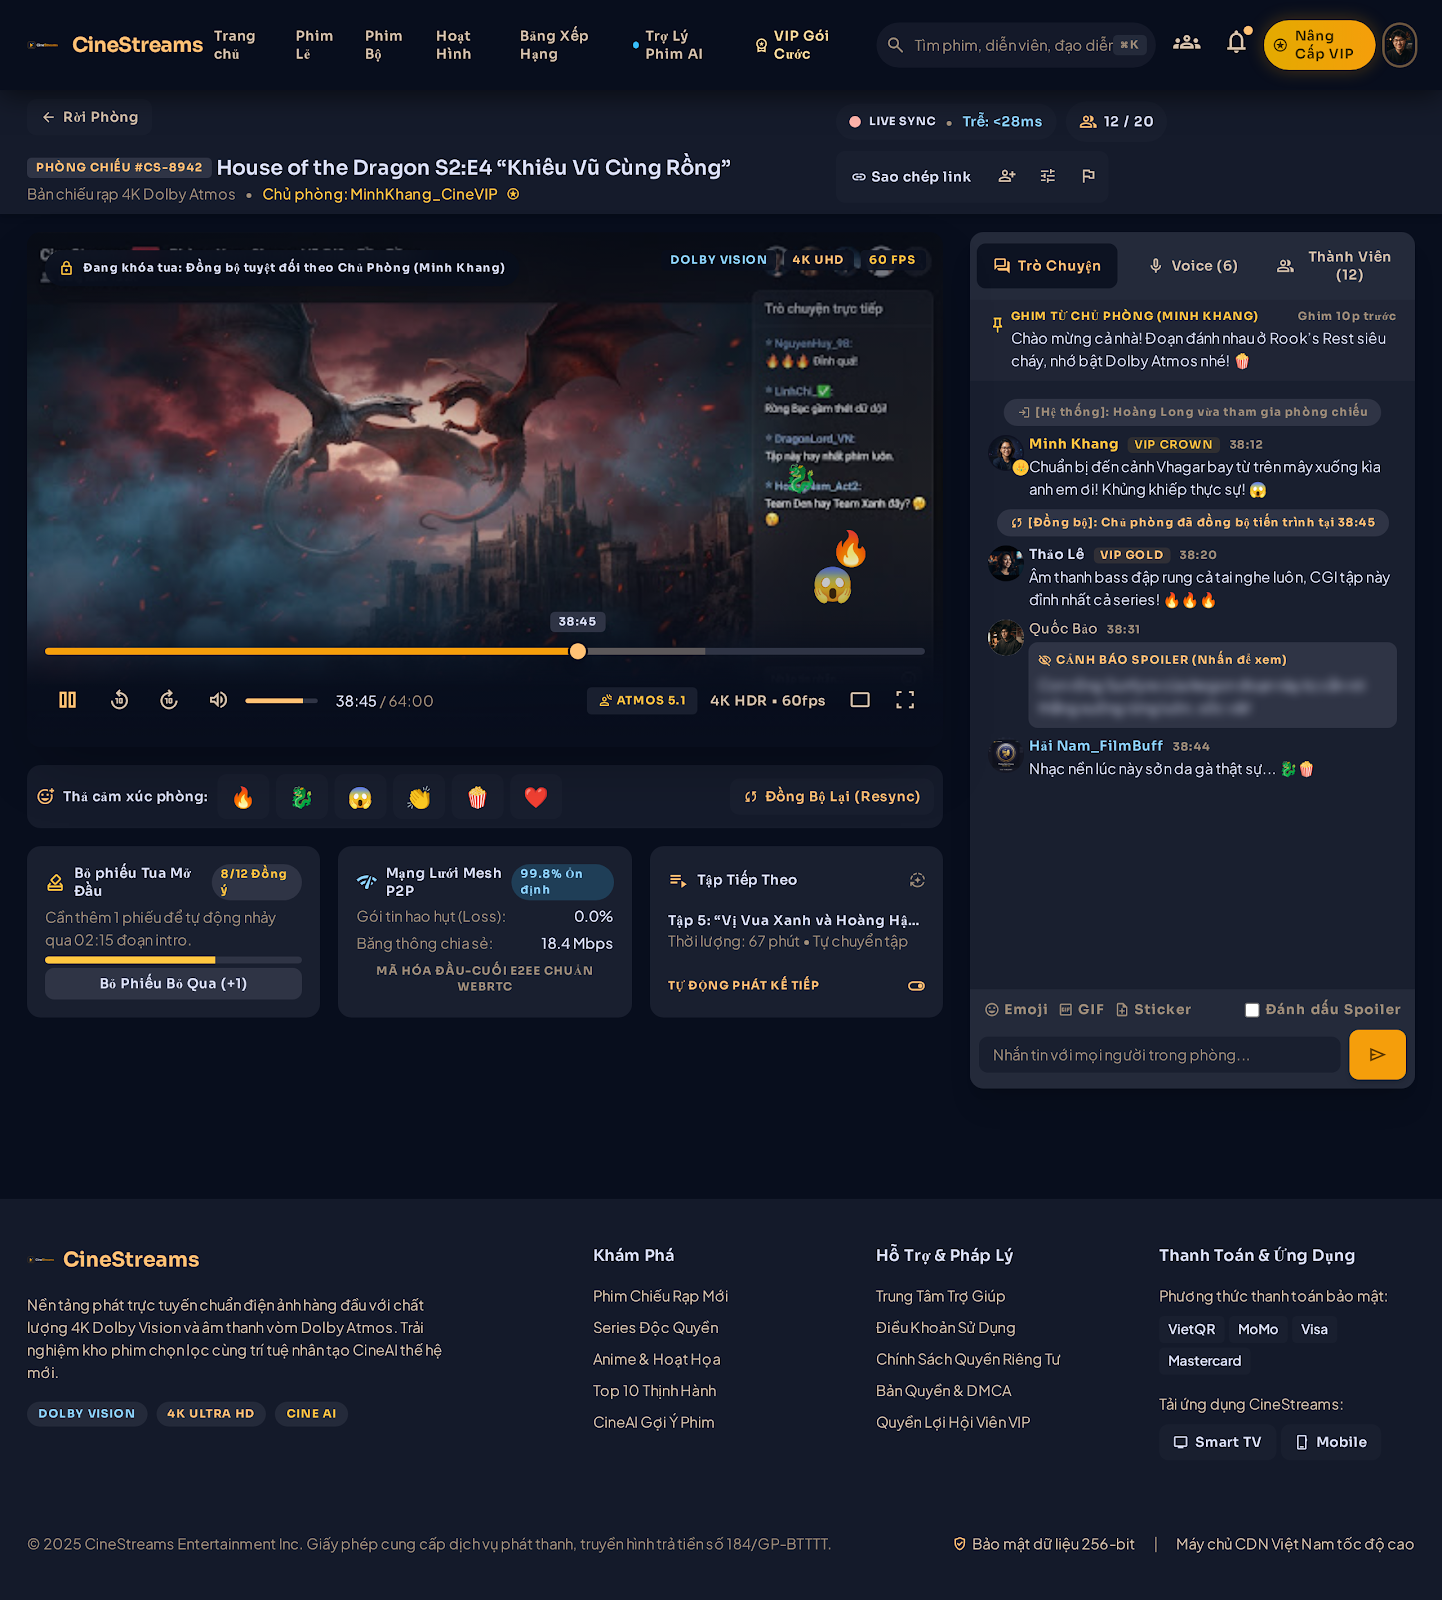 CineStreams
Trang chủ
Phim Lẻ
Phim Bộ
Hoạt Hình
Bảng Xếp Hạng
Trợ Lý Phim AI
VIP Gói Cước
Tìm phim, diễn viên, đạo diễn
⌘K
Nâng Cấp VIP
← Rời Phòng
PHÒNG CHIẾU #CS-8942 House of the Dragon S2:E4 “Khiêu Vũ Cùng Rồng”
Bản chiếu rạp 4K Dolby Atmos • Chủ phòng: MinhKhang_CineVIP
LIVE SYNC • Trễ: <28ms
12 / 20
Sao chép link
Đang khóa tua: Đồng bộ tuyệt đối theo Chủ Phòng (Minh Khang)
DOLBY VISION
4K UHD
60 FPS
Trò chuyện trực tiếp
* NguyenHuy_98:
🔥🔥🔥 Đỉnh quá!
* LinhChi_✅:
Rồng Bạc gầm thét dữ dội!
* DragonLord_VN:
Tập này hay nhất phim luôn.
Team Đen hay Team Xanh đây?
38:45
38:45 / 64:00
ATMOS 5.1
4K HDR • 60fps
Thả cảm xúc phòng: 🔥 🐉 😱 👏 🍿 ❤️
Đồng Bộ Lại (Resync)
Bỏ phiếu Tua Mở Đầu
8/12 Đồng ý
Cần thêm 1 phiếu để tự động nhảy
qua 02:15 đoạn intro.
Bỏ Phiếu Bỏ Qua (+1)
Mạng Lưới Mesh P2P
99.8% Ổn định
Gói tin hao hụt (Loss): 0.0%
Băng thông chia sẻ: 18.4 Mbps
MÃ HÓA ĐẦU-CUỐI E2EE CHUẨN
WEBRTC
Tập Tiếp Theo
Tập 5: “Vị Vua Xanh và Hoàng Hậ...
Thời lượng: 67 phút • Tự chuyển tập
TỰ ĐỘNG PHÁT KẾ TIẾP
Trò Chuyện
Voice (6)
Thành Viên (12)
GHIM TỪ CHỦ PHÒNG (MINH KHANG)
Ghim 10p trước
Chào mừng cả nhà! Đoạn đánh nhau ở Rook's Rest siêu
cháy, nhớ bật Dolby Atmos nhé! 🍿
[Hệ thống]: Hoàng Long vừa tham gia phòng chiếu
Minh Khang VIP CROWN 38:12
Chuẩn bị đến cảnh Vhagar bay từ trên mây xuống kìa
anh em ơi! Khủng khiếp thực sự! 😱
[Đồng bộ]: Chủ phòng đã đồng bộ tiến trình tại 38:45
Thảo Lê VIP GOLD 38:20
Âm thanh bass đập rung cả tai nghe luôn, CGI tập này
đỉnh nhất cả series! 🔥🔥🔥
Quốc Bảo 38:31
CẢNH BÁO SPOILER (Nhấn để xem)
Hải Nam_FilmBuff 38:44
Nhạc nền lúc này sởn da gà thật sự... 🐉🍿
Emoji
GIF
Sticker
Đánh dấu Spoiler
Nhắn tin với mọi người trong phòng...
CineStreams
Nền tảng phát trực tuyến chuẩn điện ảnh hàng đầu với chất
lượng 4K Dolby Vision và âm thanh vòm Dolby Atmos. Trải
nghiệm kho phim chọn lọc cùng trí tuệ nhân tạo CineAI thế hệ
mới.
DOLBY VISION
4K ULTRA HD
CINE AI
Khám Phá
Phim Chiếu Rạp Mới
Series Độc Quyền
Anime & Hoạt Họa
Top 10 Thịnh Hành
CineAI Gợi Ý Phim
Hỗ Trợ & Pháp Lý
Trung Tâm Trợ Giúp
Điều Khoản Sử Dụng
Chính Sách Quyền Riêng Tư
Bản Quyền & DMCA
Quyền Lợi Hội Viên VIP
Thanh Toán & Ứng Dụng
Phương thức thanh toán bảo mật:
VietQR
MoMo
Visa
Mastercard
Tải ứng dụng CineStreams:
Smart TV
Mobile
© 2025 CineStreams Entertainment Inc. Giấy phép cung cấp dịch vụ phát thanh, truyền hình trả tiền số 184/GP-BTTTT.
Bảo mật dữ liệu 256-bit | Máy chủ CDN Việt Nam tốc độ cao